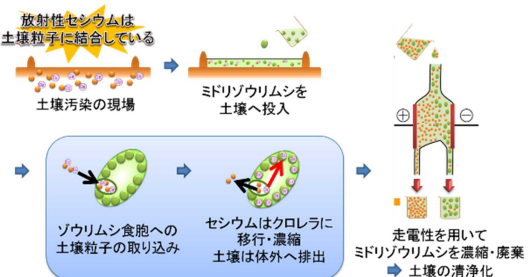 放射性セシウムは
土壌粒子に結合している
土壌汚染の現場
ミドリゾウリムシを
土壌へ投入
ゾウリムシ食胞への
土壌粒子の取り込み
セシウムはクロレラに
移行・濃縮
土壌は体外へ排出
+
−
走電性を用いて
ミドリゾウリムシを濃縮・廃棄
土壌の清浄化